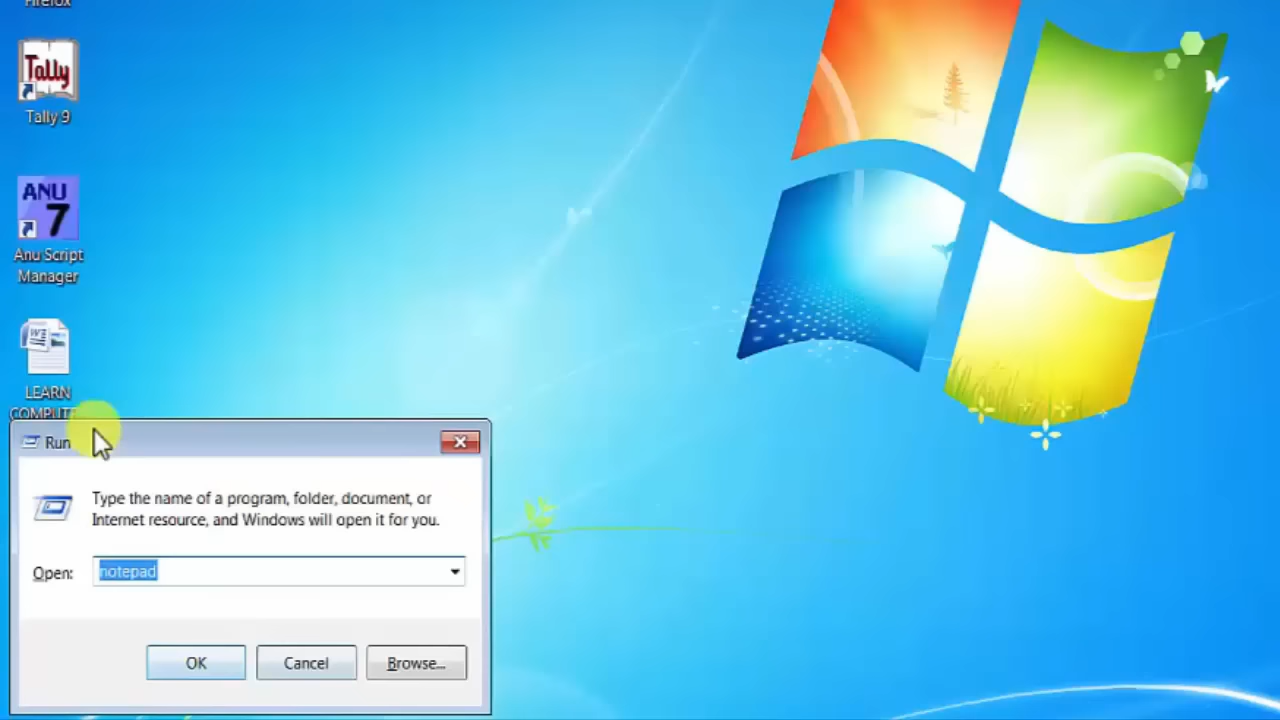 Firefox
Tally
Tally 9
ANU
7
Anu Script
Manager
LEARN
Run
Type the name of a program, folder, document, or
Internet resource, and Windows will open it for you.
Open: notepad
OK Cancel Browse...